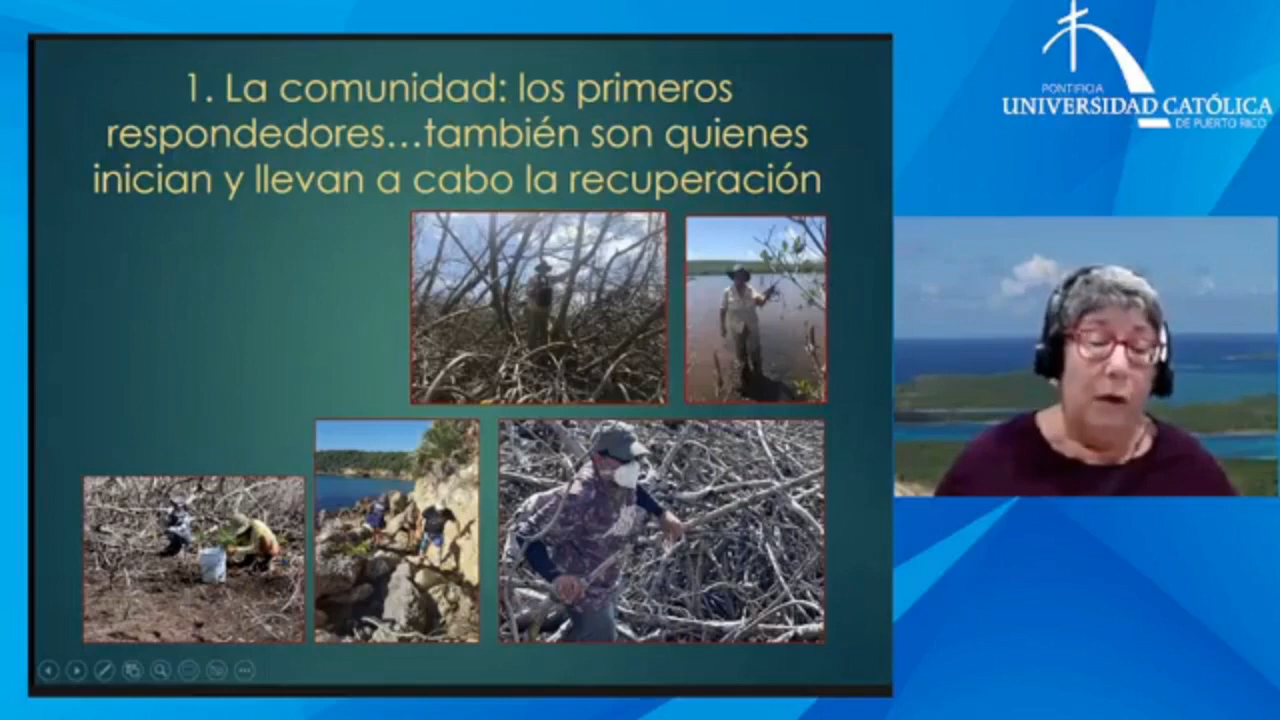 1. La comunidad: los primeros
respondedores...también son quienes
inician y llevan a cabo la recuperación
PONTIFICIA
UNIVERSIDAD CATÓLICA
DE PUERTO RICO